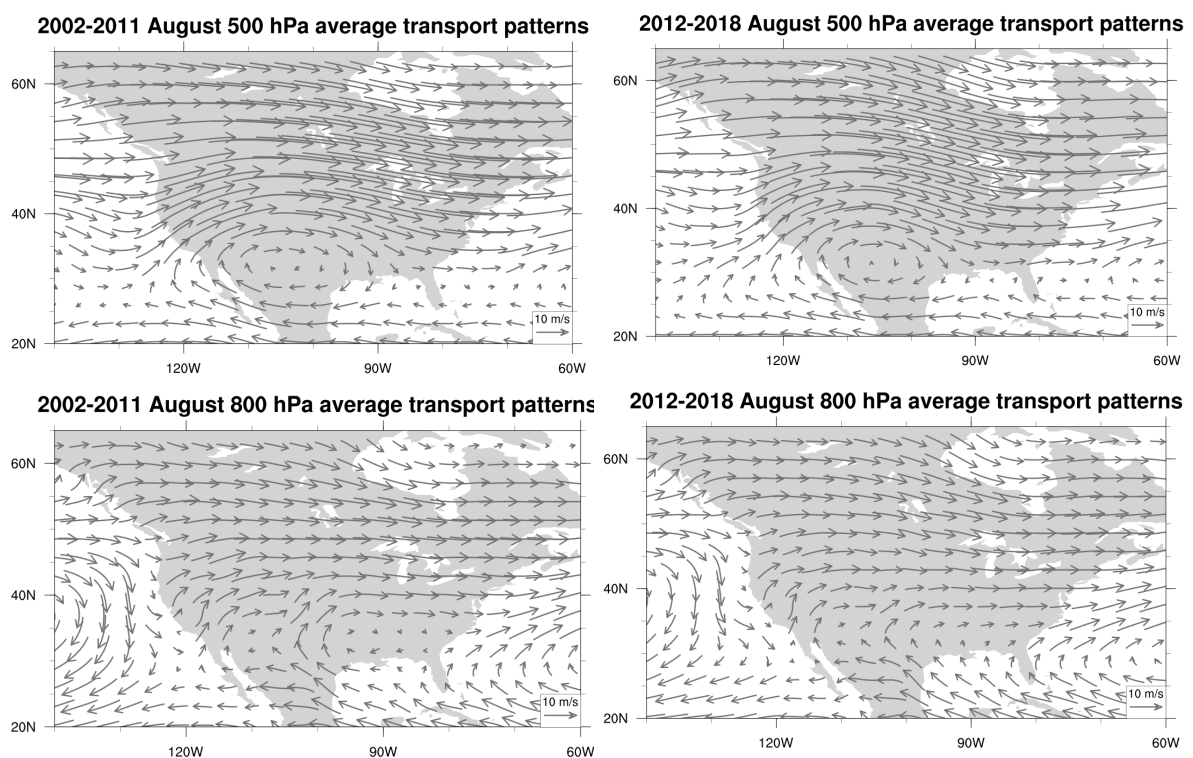 2002-2011 August 500 hPa average transport patterns
60N
40N
20N
120W
90W
60W
10 m/s
2012-2018 August 500 hPa average transport patterns
60N
40N
20N
120W
90W
60W
10 m/s
2002-2011 August 800 hPa average transport patterns
60N
40N
20N
120W
90W
60W
10 m/s
2012-2018 August 800 hPa average transport patterns
60N
40N
20N
120W
90W
60W
10 m/s